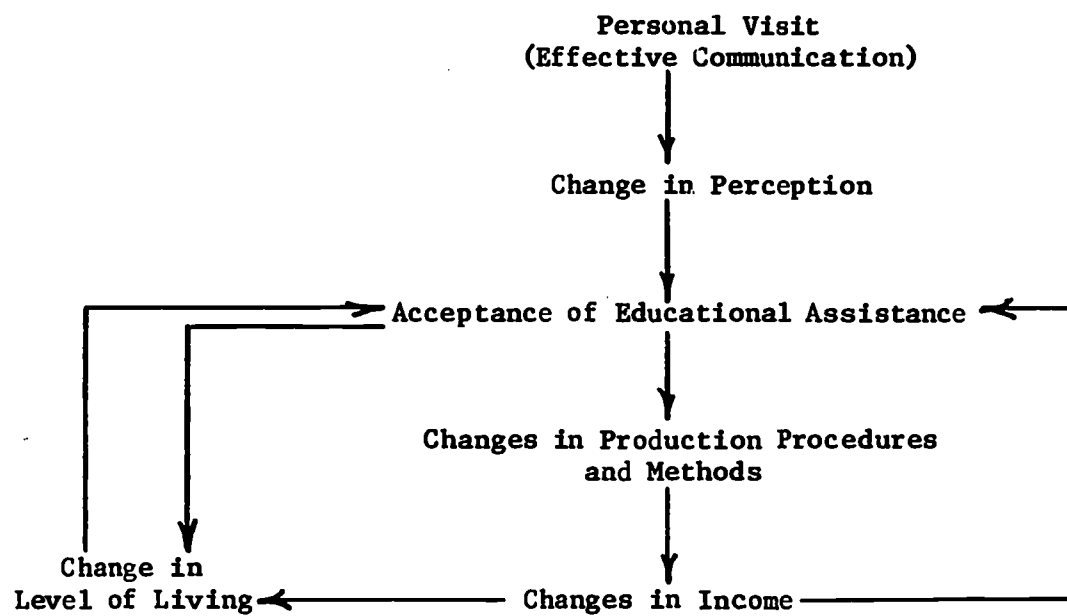 Personal Visit
(Effective Communication)
Change in Perception
Acceptance of Educational Assistance
Changes in Production Procedures
and Methods
Change in
Level of Living
Changes in Income